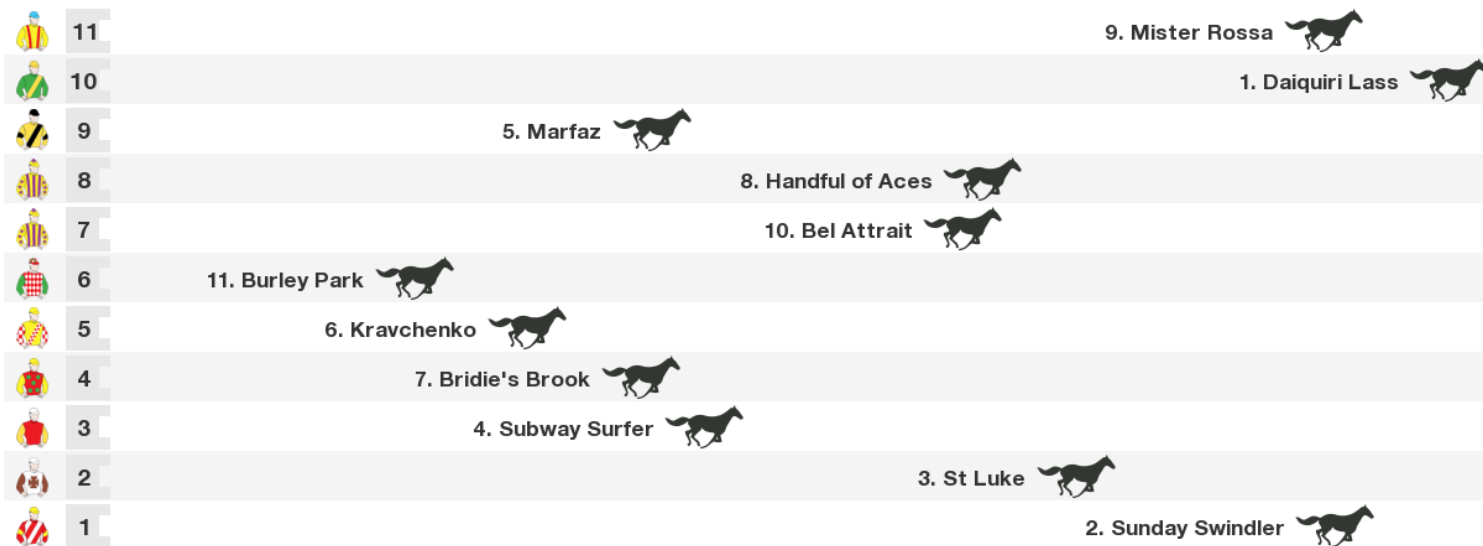 11 9. Mister Rossa
10 1. Daiquiri Lass
9 5. Marfaz
8 8. Handful of Aces
7 10. Bel Attrait
6 11. Burley Park
5 6. Kravchenko
4 7. Bridie's Brook
3 4. Subway Surfer
2 3. St Luke
1 2. Sunday Swindler